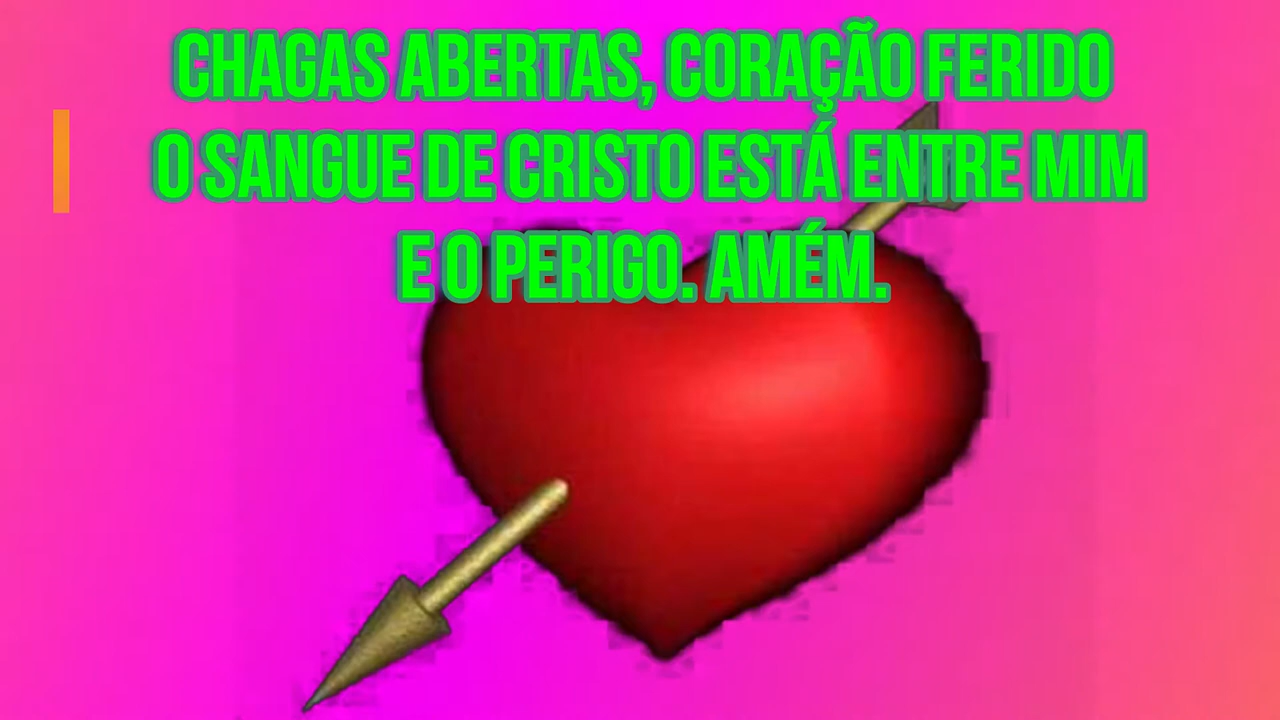 CHAGAS ABERTAS, CORAÇÃO FERIDO
O SANGUE DE CRISTO ESTÁ ENTRE MIM
E O PERIGO. AMÉM.